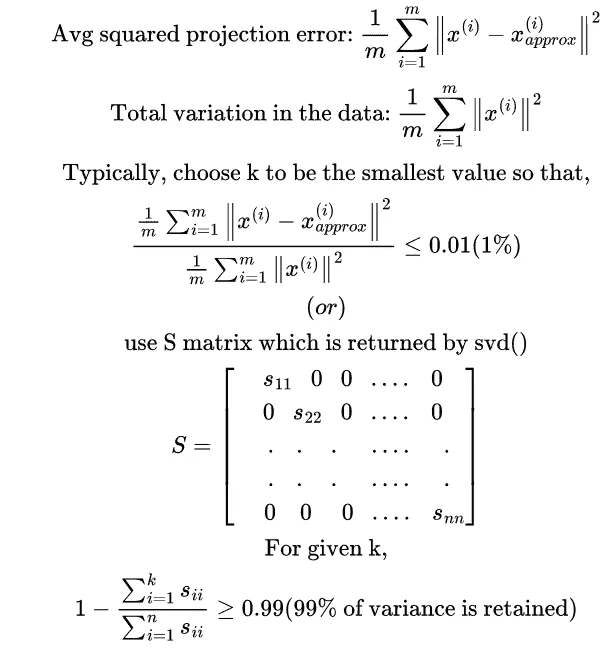 Avg squared projection error: \frac{1}{m} \sum_{i=1}^{m} \left\| x^{(i)} - x_{approx}^{(i)} \right\|^2
Total variation in the data: \frac{1}{m} \sum_{i=1}^{m} \left\| x^{(i)} \right\|^2
Typically, choose k to be the smallest value so that,
\frac{\frac{1}{m} \sum_{i=1}^{m} \left\| x^{(i)} - x_{approx}^{(i)} \right\|^2}{\frac{1}{m} \sum_{i=1}^{m} \left\| x^{(i)} \right\|^2} \leq 0.01(1\%)
(or)
use S matrix which is returned by svd()
S = \begin{bmatrix} s_{11} & 0 & 0 & .... & 0 \\ 0 & s_{22} & 0 & .... & 0 \\ . & . & . & .... & . \\ . & . & . & .... & . \\ 0 & 0 & 0 & .... & s_{nn} \end{bmatrix}
For given k,
1 - \frac{\sum_{i=1}^{k} s_{ii}}{\sum_{i=1}^{n} s_{ii}} \geq 0.99(99\% of variance is retained)